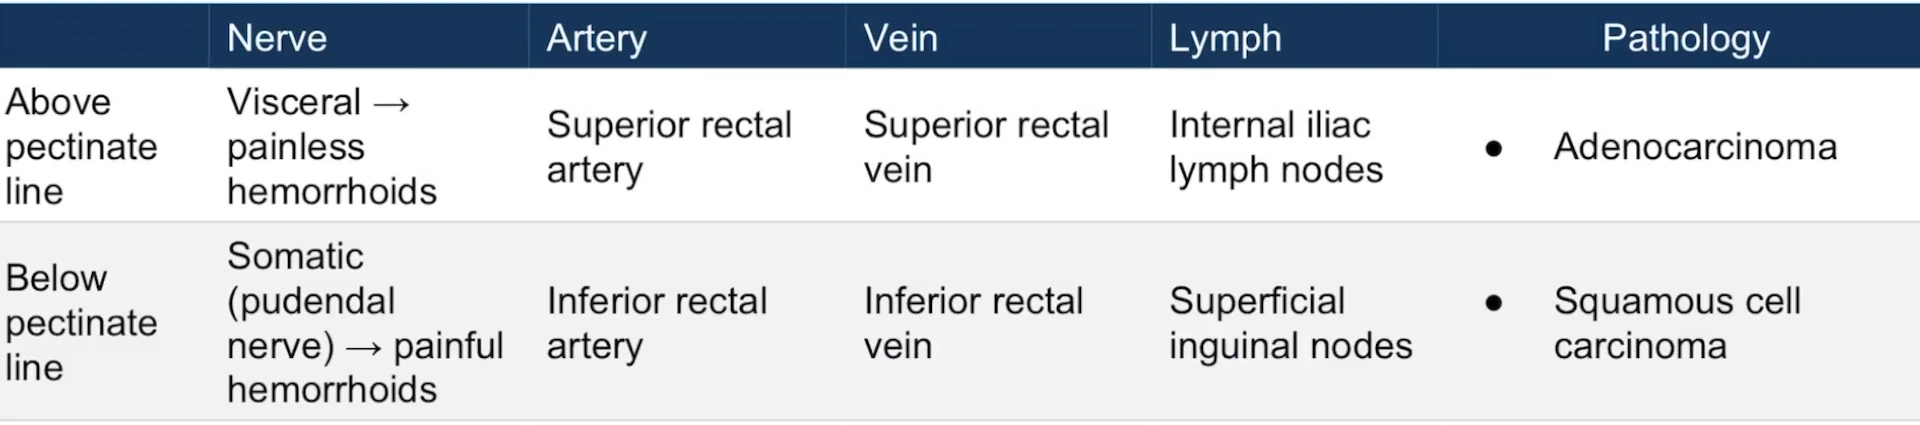 Nerve Artery Vein Lymph Pathology
Above pectinate line
Visceral → painless hemorrhoids
Superior rectal artery
Superior rectal vein
Internal iliac lymph nodes
● Adenocarcinoma
Below pectinate line
Somatic (pudendal nerve) → painful hemorrhoids
Inferior rectal artery
Inferior rectal vein
Superficial inguinal nodes
● Squamous cell carcinoma